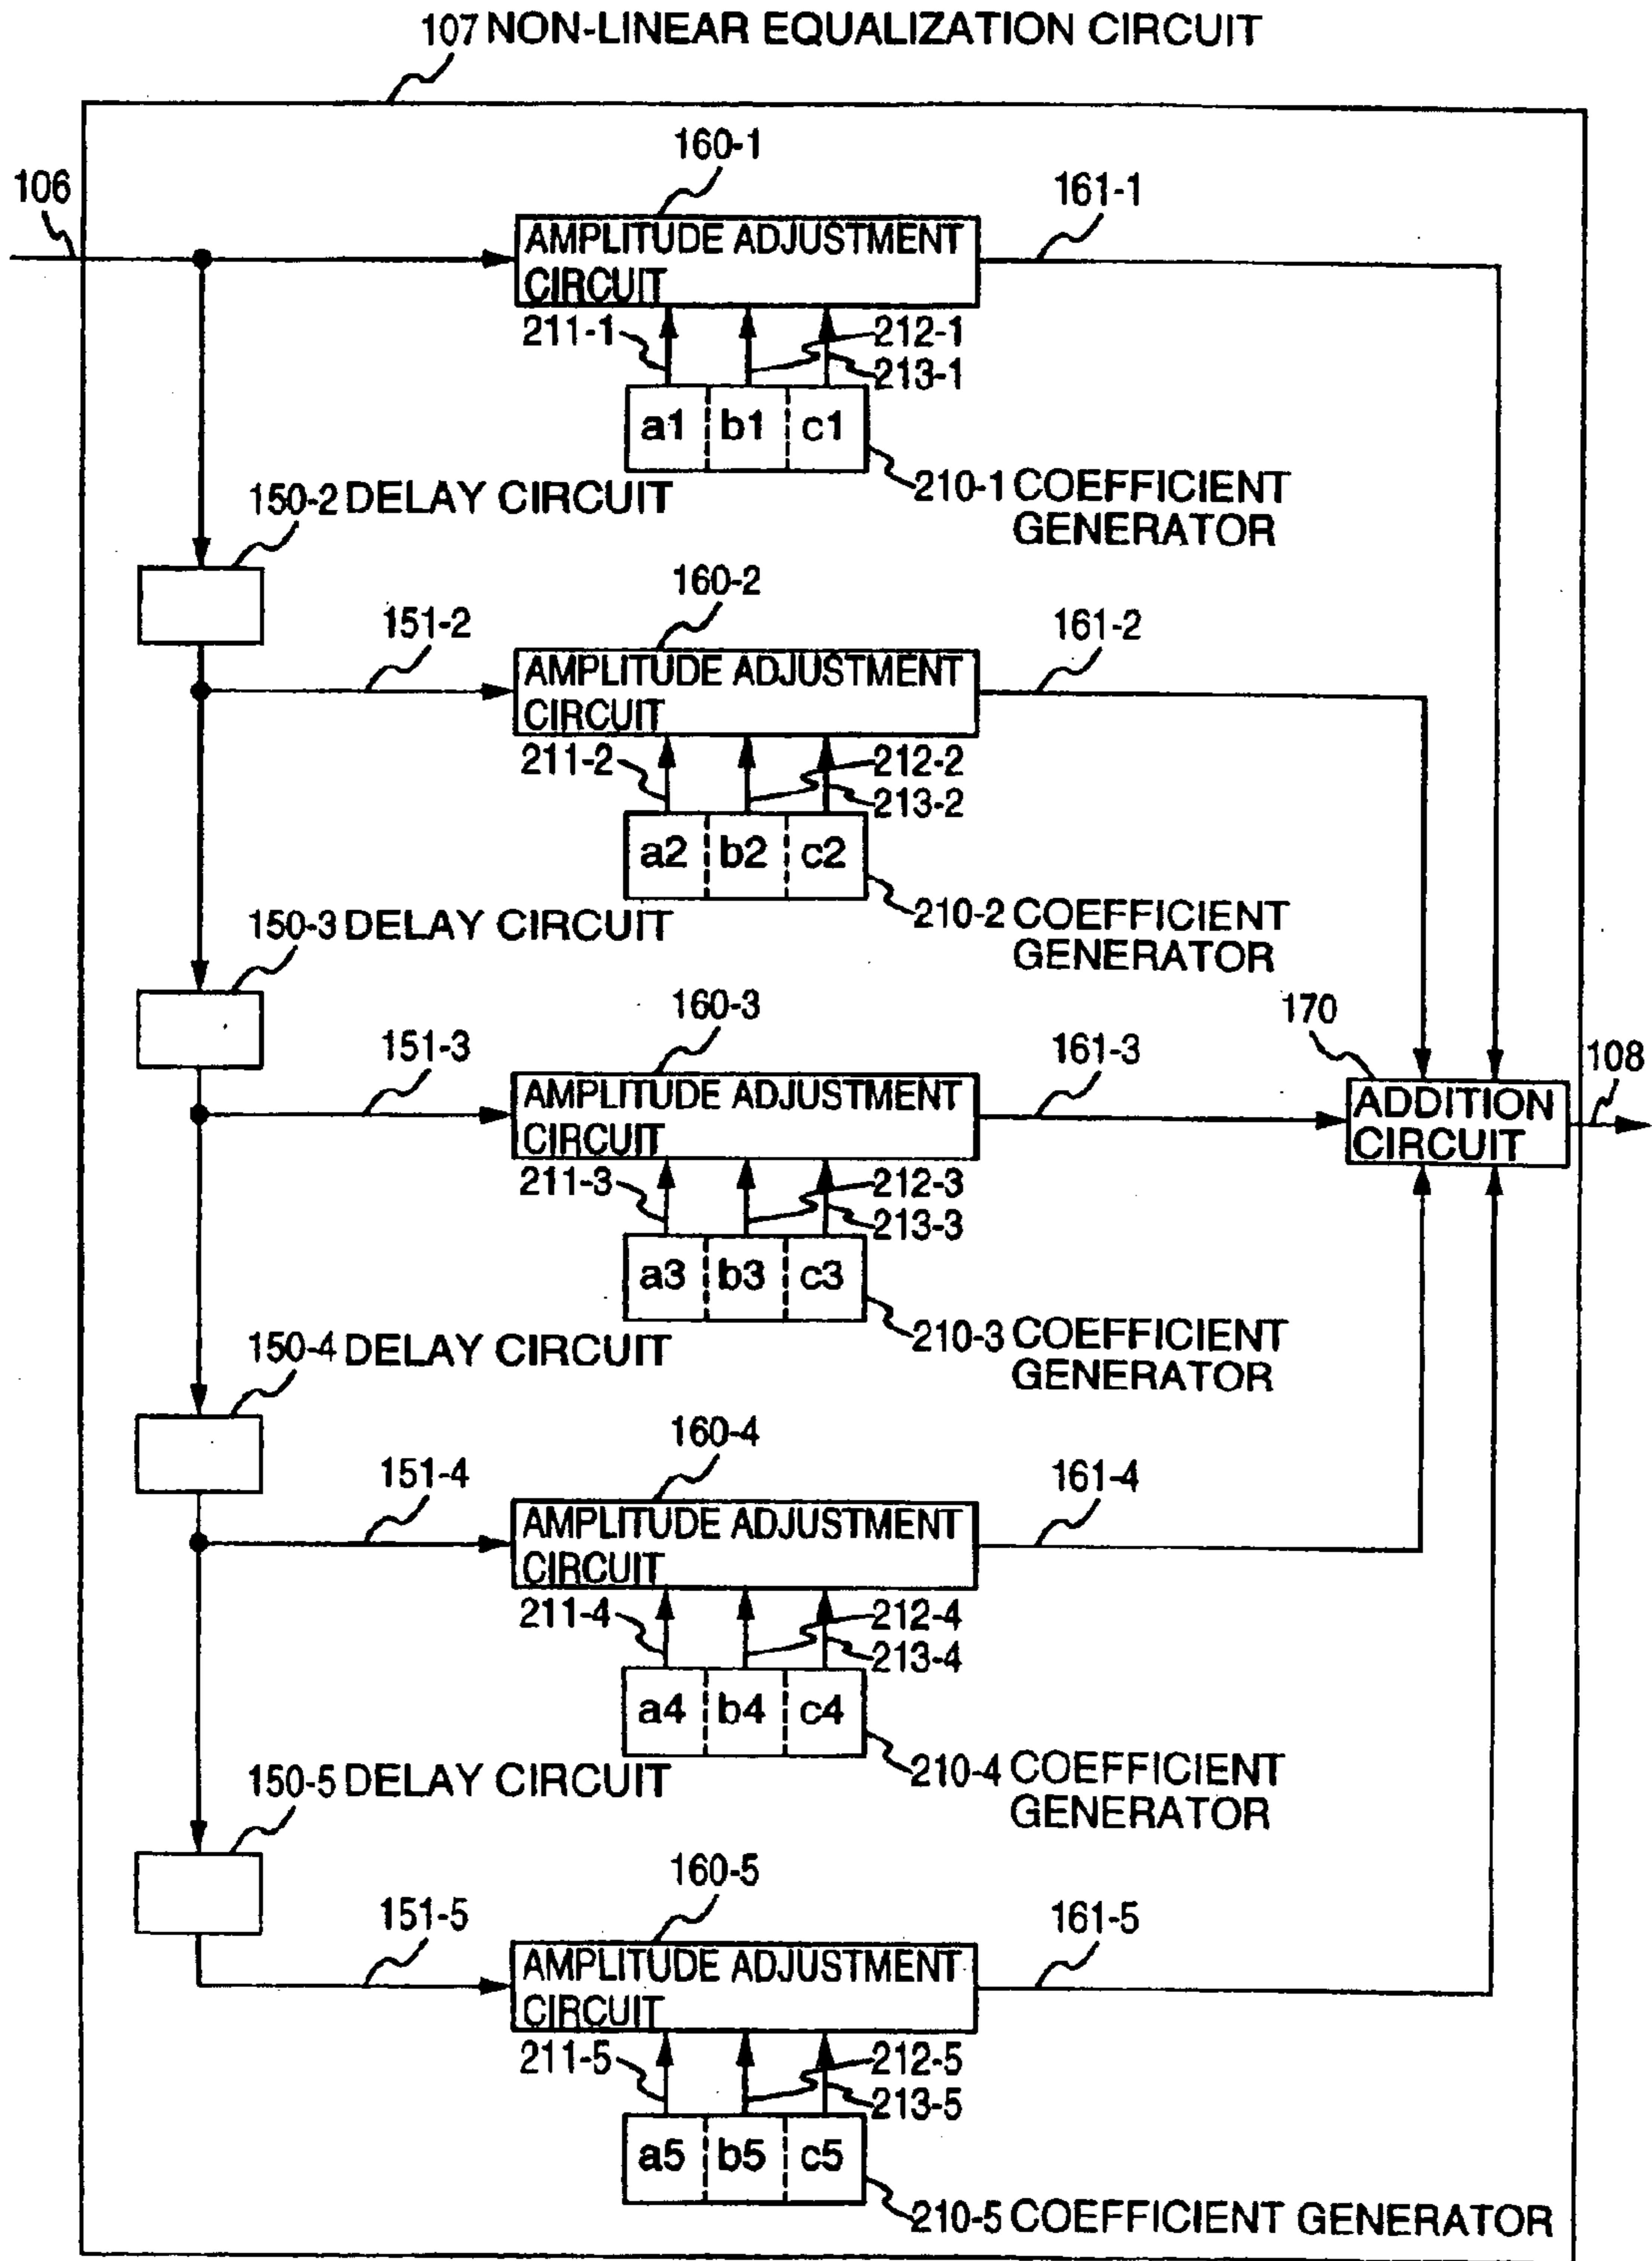 107 NON-LINEAR EQUALIZATION CIRCUIT
160-1
106
161-1
AMPLITUDE ADJUSTMENT
CIRCUIT
211-1
212-1
213-1
a1 b1 c1
210-1 COEFFICIENT
GENERATOR
150-2 DELAY CIRCUIT
160-2
151-2
161-2
AMPLITUDE ADJUSTMENT
CIRCUIT
211-2
212-2
213-2
a2 b2 c2
210-2 COEFFICIENT
GENERATOR
150-3 DELAY CIRCUIT
160-3
170
151-3
161-3
108
AMPLITUDE ADJUSTMENT
CIRCUIT
ADDITION
CIRCUIT
211-3
212-3
213-3
a3 b3 c3
210-3 COEFFICIENT
GENERATOR
150-4 DELAY CIRCUIT
160-4
151-4
161-4
AMPLITUDE ADJUSTMENT
CIRCUIT
211-4
212-4
213-4
a4 b4 c4
210-4 COEFFICIENT
GENERATOR
150-5 DELAY CIRCUIT
160-5
151-5
161-5
AMPLITUDE ADJUSTMENT
CIRCUIT
211-5
212-5
213-5
a5 b5 c5
210-5 COEFFICIENT GENERATOR